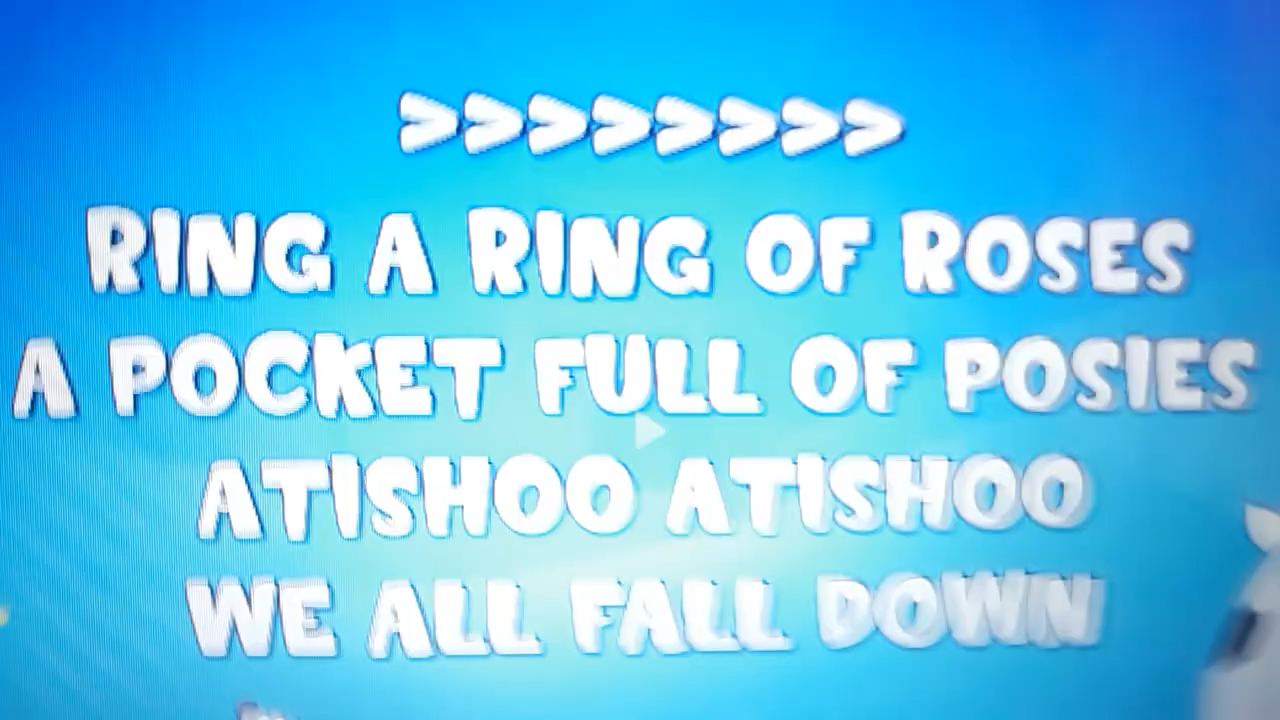 >>>>>>>>
RING A RING OF ROSES
A POCKET FULL OF POSIES
ATISHOO ATISHOO
WE ALL FALL DOWN